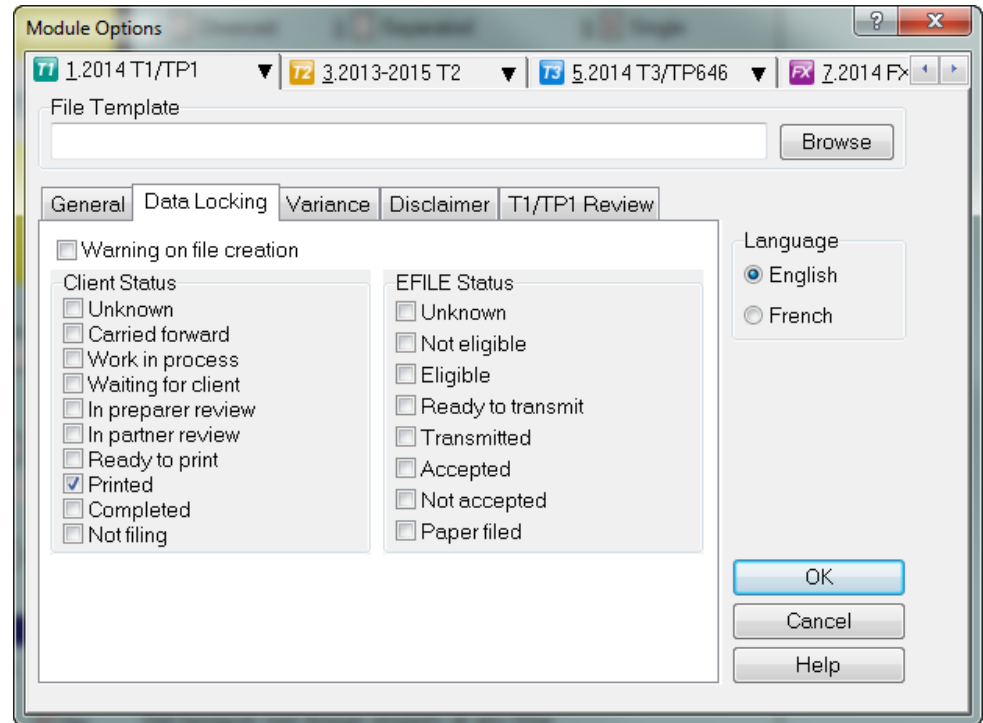 Module Options
T1 1.2014 T1/TP1 T2 3.2013-2015 T2 T3 5.2014 T3/TP646 FX 7.2014 F
File Template
Browse
General Data Locking Variance Disclaimer T1/TP1 Review
Warning on file creation
Client Status
Unknown
Carried forward
Work in process
Waiting for client
In preparer review
In partner review
Ready to print
Printed
Completed
Not filing
EFILE Status
Unknown
Not eligible
Eligible
Ready to transmit
Transmitted
Accepted
Not accepted
Paper filed
Language
English
French
OK
Cancel
Help